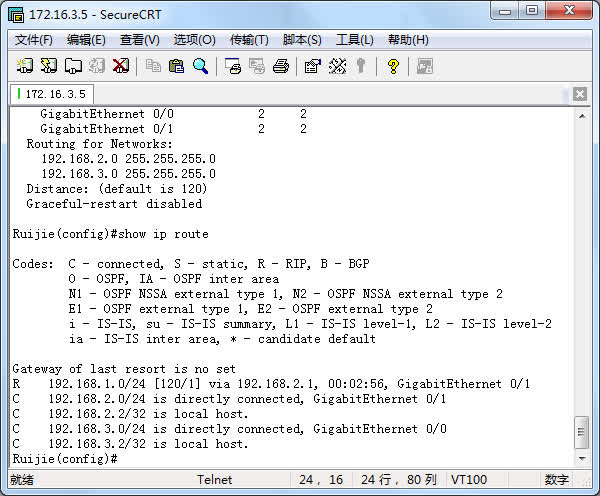 172.16.3.5 - SecureCRT
文件(F) 编辑(E) 查看(V) 选项(O) 传输(T) 脚本(S) 工具(L) 帮助(H)
172.16.3.5
GigabitEthernet 0/0 2 2
GigabitEthernet 0/1 2 2
Routing for Networks:
192.168.2.0 255.255.255.0
192.168.3.0 255.255.255.0
Distance: (default is 120)
Graceful-restart disabled
Ruijie(config)#show ip route
Codes: C - connected, S - static, R - RIP, B - BGP
O - OSPF, IA - OSPF inter area
N1 - OSPF NSSA external type 1, N2 - OSPF NSSA external type 2
E1 - OSPF external type 1, E2 - OSPF external type 2
i - IS-IS, su - IS-IS summary, L1 - IS-IS level-1, L2 - IS-IS level-2
ia - IS-IS inter area, * - candidate default
Gateway of last resort is no set
R 192.168.1.0/24 [120/1] via 192.168.2.1, 00:02:56, GigabitEthernet 0/1
C 192.168.2.0/24 is directly connected, GigabitEthernet 0/1
C 192.168.2.2/32 is local host.
C 192.168.3.0/24 is directly connected, GigabitEthernet 0/0
C 192.168.3.2/32 is local host.
Ruijie(config)#
就绪 Telnet 24, 16 24 行, 80 列 VT100 数字